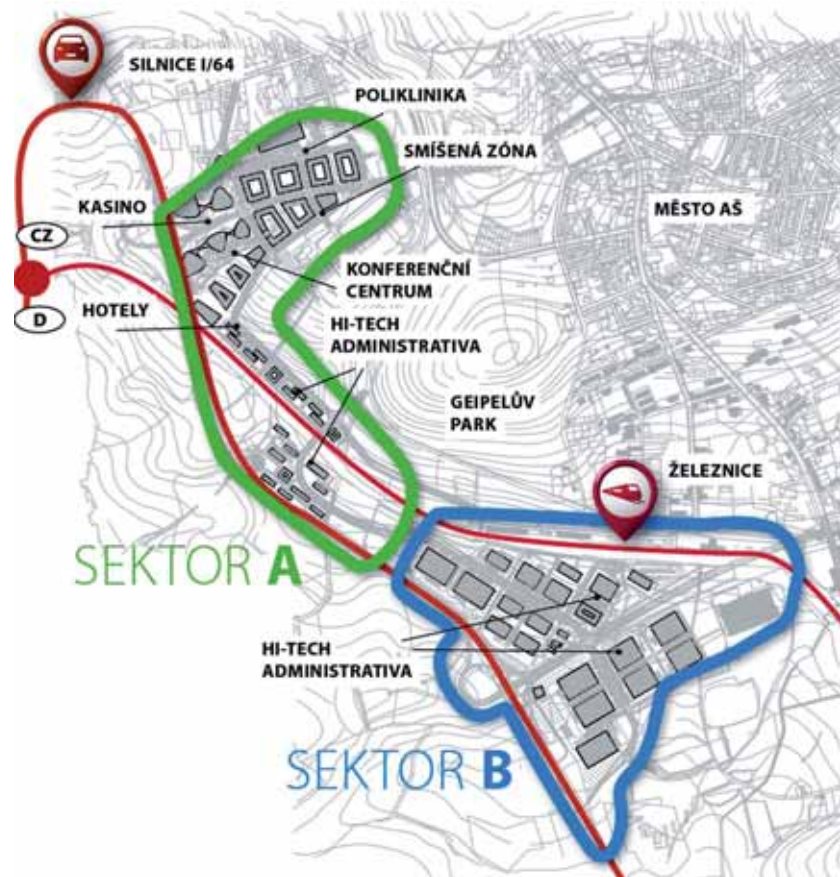 SILNICE I/64
POLIKLINIKA
SMÍŠENÁ ZÓNA
KASINO
MĚSTO AŠ
CZ
KONFERENČNÍ
CENTRUM
D
HOTELY
HI-TECH
ADMINISTRATIVA
GEIPELŮV
PARK
ŽELEZNICE
SEKTOR A
HI-TECH
ADMINISTRATIVA
SEKTOR B